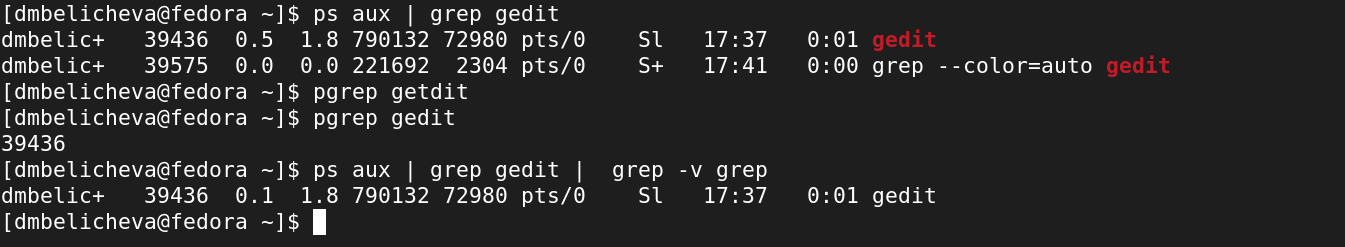 [dmbelicheva@fedora ~]$ ps aux | grep gedit
dmbelic+   39436  0.5  1.8 790132 72980 pts/0    Sl   17:37   0:01 gedit
dmbelic+   39575  0.0  0.0 221692  2304 pts/0    S+   17:41   0:00 grep --color=auto gedit
[dmbelicheva@fedora ~]$ pgrep getdit
[dmbelicheva@fedora ~]$ pgrep gedit
39436
[dmbelicheva@fedora ~]$ ps aux | grep gedit |  grep -v grep
dmbelic+   39436  0.1  1.8 790132 72980 pts/0    Sl   17:37   0:01 gedit
[dmbelicheva@fedora ~]$